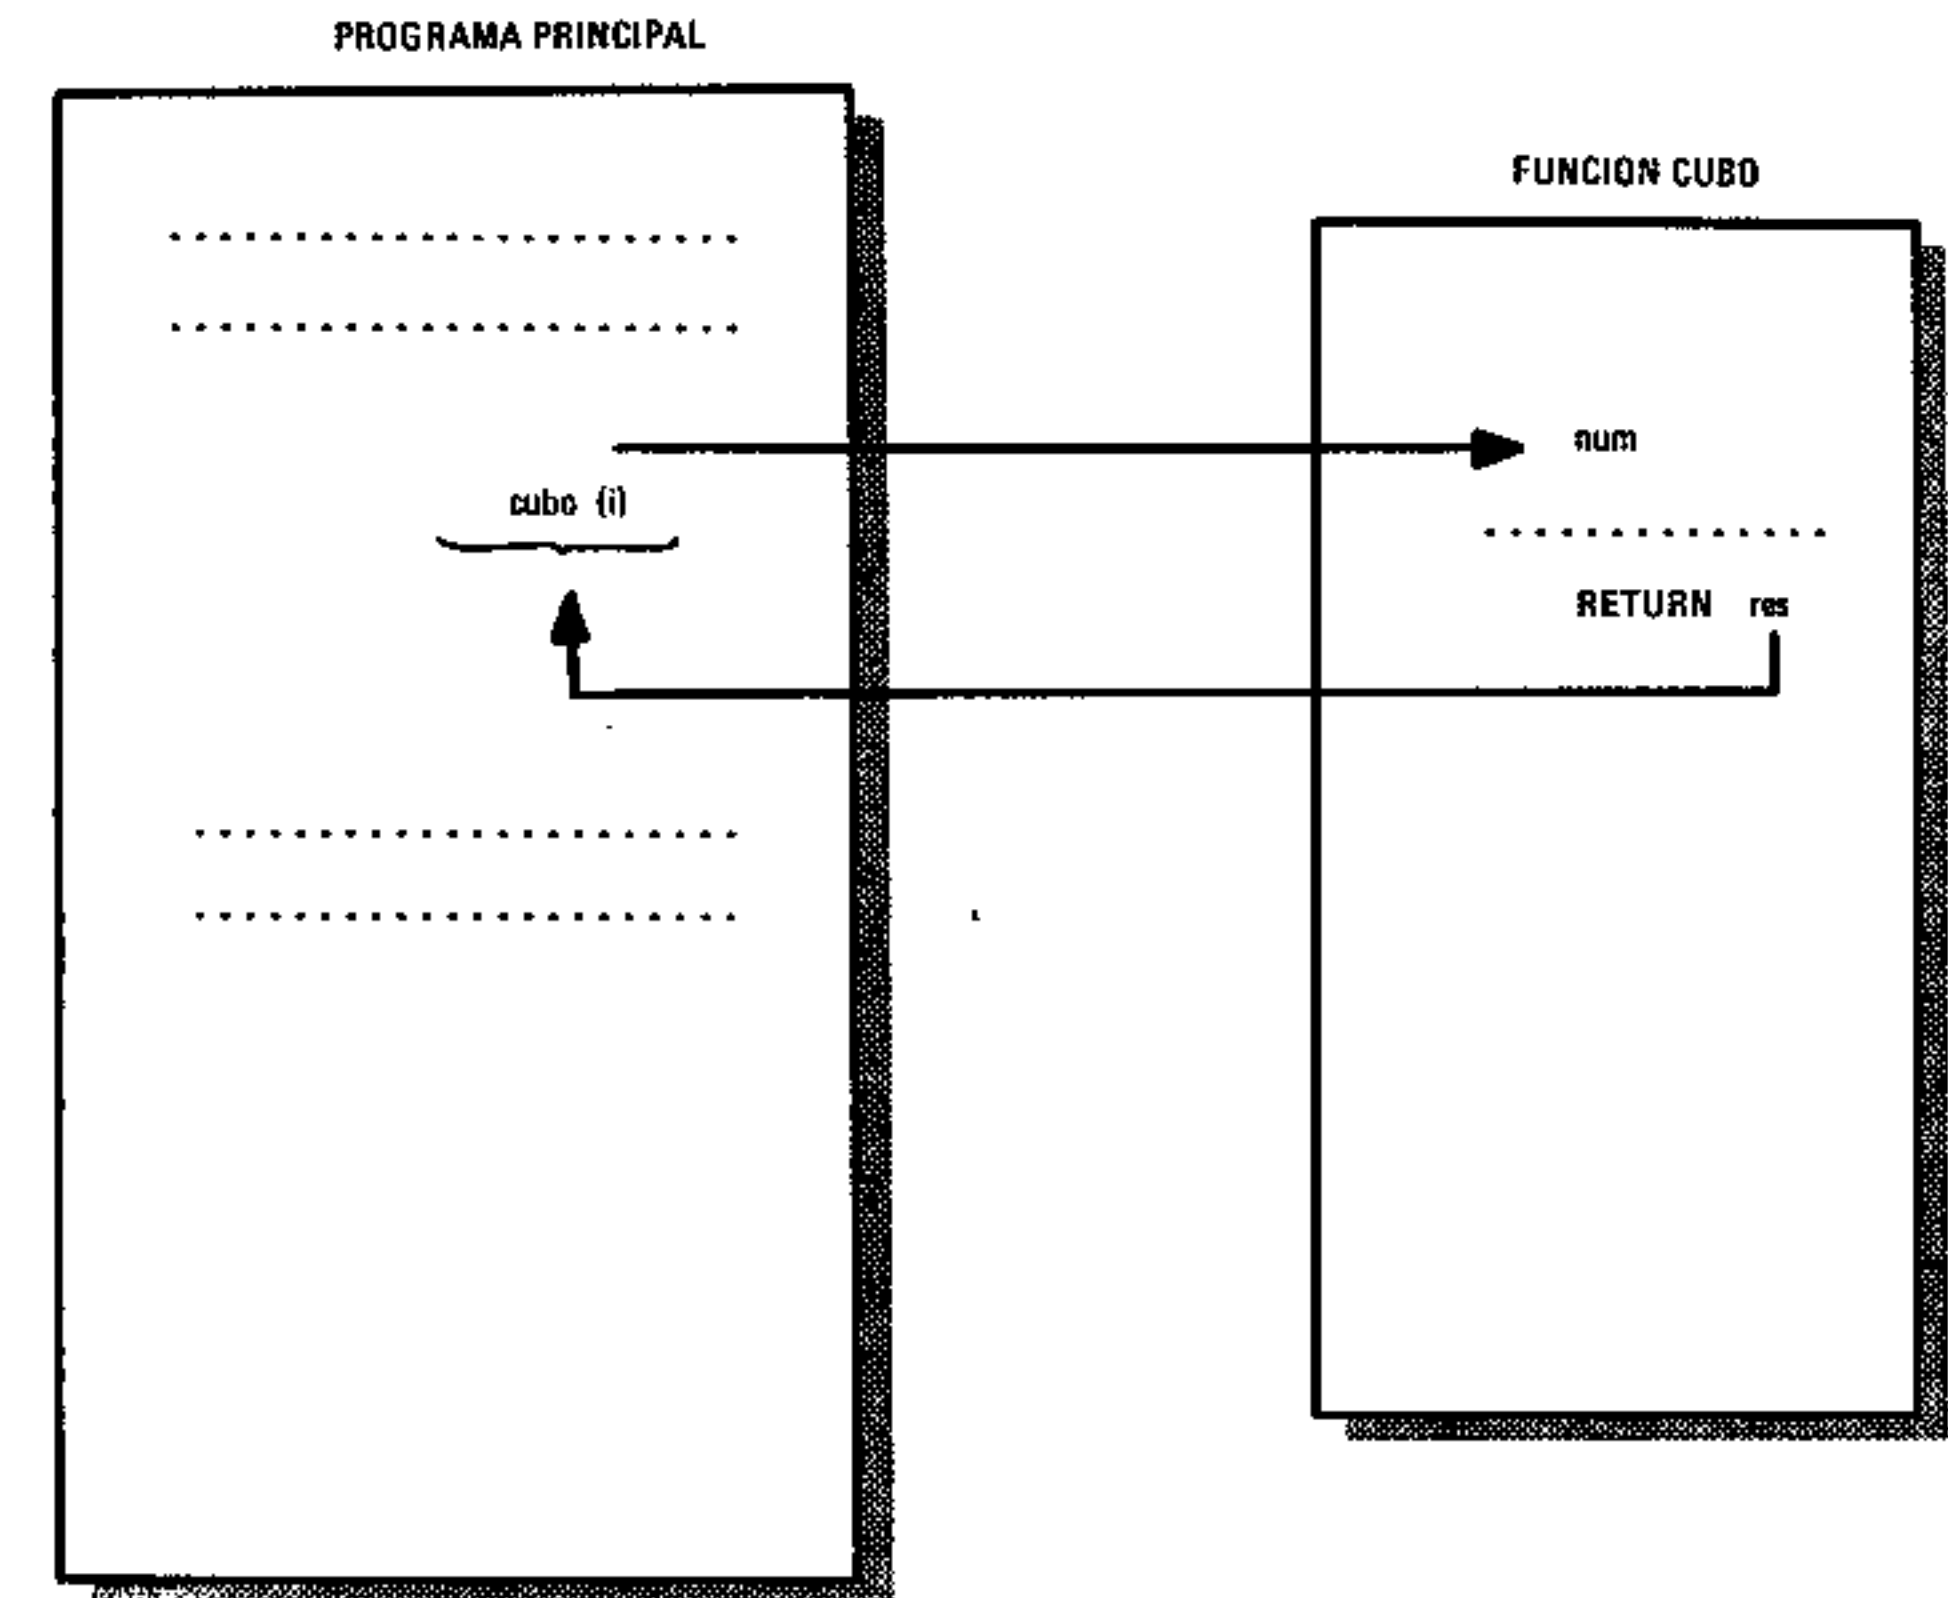 PROGRAMA PRINCIPAL
FUNCION CUBO
num
cubo (i)
RETURN res